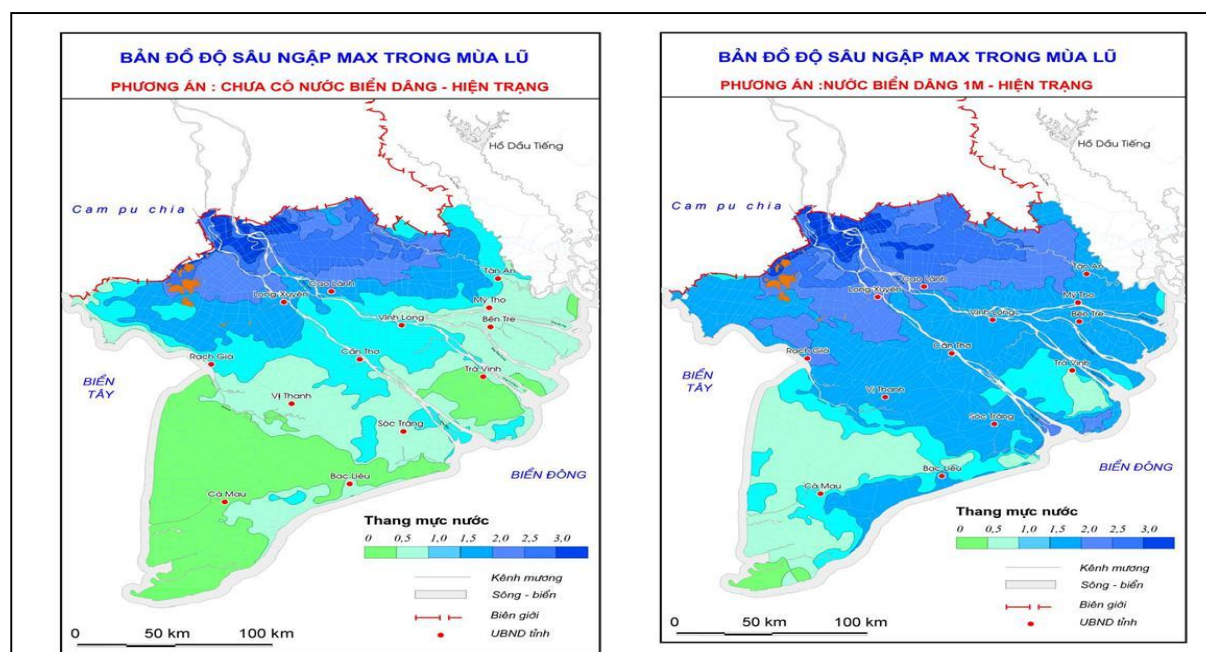 BẢN ĐỒ ĐỘ SÂU NGẬP MAX TRONG MÙA LŨ
PHƯƠNG ÁN : CHƯA CÓ NƯỚC BIỂN DÂNG - HIỆN TRẠNG
Hồ Dầu Tiếng
Cam pu chia
Tân An
Cao Lãnh
Long Xuyên
Mỹ Tho
Vĩnh Long
Bến Tre
Cần Thơ
Rạch Giá
Trà Vinh
BIỂN
TÂY
Vị Thanh
Sóc Trăng
BIỂN ĐÔNG
Bạc Liêu
Cà Mau
Thang mực nước
0 0,5 1,0 1,5 2,0 2,5 3,0
Kênh mương
Sông - biển
Biên giới
UBND tỉnh
0 50 km 100 km
BẢN ĐỒ ĐỘ SÂU NGẬP MAX TRONG MÙA LŨ
PHƯƠNG ÁN :NƯỚC BIỂN DÂNG 1M - HIỆN TRẠNG
Hồ Dầu Tiếng
Cam pu chia
Tân An
Cao Lãnh
Long Xuyên
Mỹ Tho
Vĩnh Long
Bến Tre
Cần Thơ
Rạch Giá
Trà Vinh
BIỂN
TÂY
Vị Thanh
Sóc Trăng
BIỂN ĐÔNG
Bạc Liêu
Cà Mau
Thang mực nước
0 0,5 1,0 1,5 2,0 2,5 3,0
Kênh mương
Sông - biển
Biên giới
UBND tỉnh
0 50 km 100 km